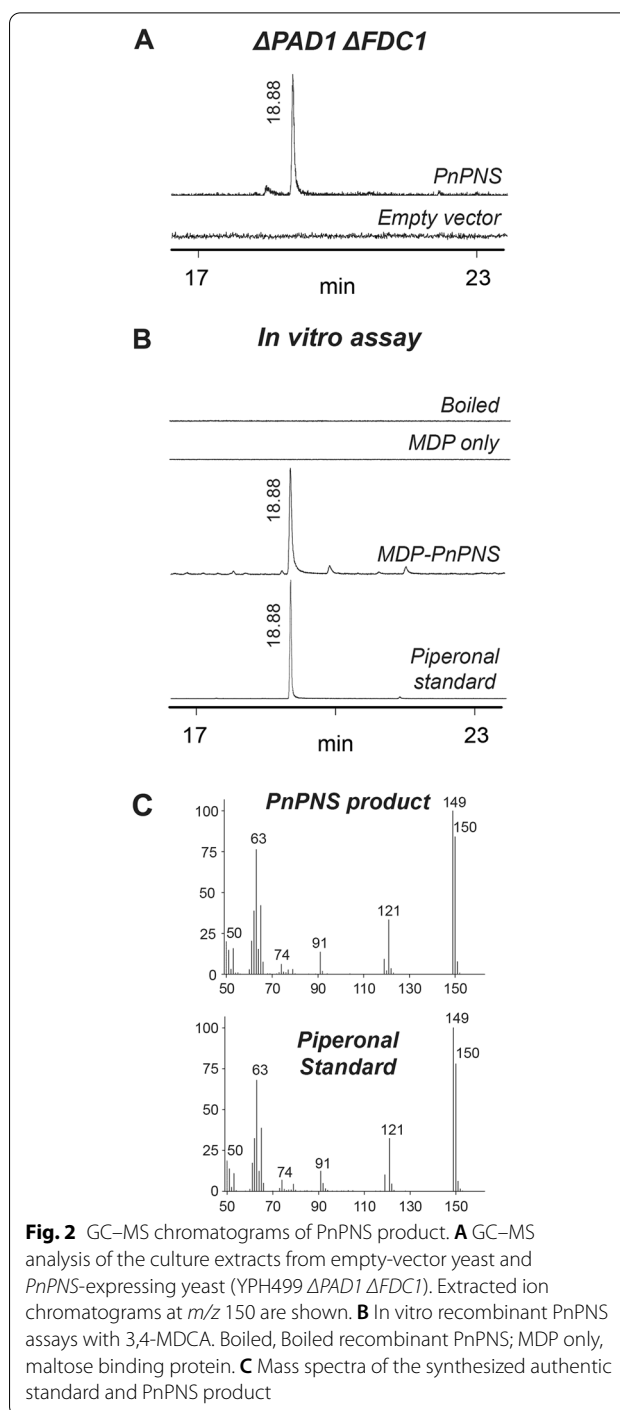 A
ΔPAD1 ΔFDC1
18.88
PnPNS
Empty vector
17
23
min
B
In vitro assay
Boiled
MDP only
18.88
MDP-PnPNS
18.88
Piperonal
standard
17
23
min
C
PnPNS product
100
75
50
25
0
50
63
74
91
121
149
150
50
70
90
110
130
150
Piperonal
Standard
100
75
50
25
0
50
63
74
91
121
149
150
50
70
90
110
130
150
Fig. 2 GC–MS chromatograms of PnPNS product. A GC–MS
analysis of the culture extracts from empty-vector yeast and
PnPNS-expressing yeast (YPH499 ΔPAD1 ΔFDC1). Extracted ion
chromatograms at m/z 150 are shown. B In vitro recombinant PnPNS
assays with 3,4-MDCA. Boiled, Boiled recombinant PnPNS; MDP only,
maltose binding protein. C Mass spectra of the synthesized authentic
standard and PnPNS product